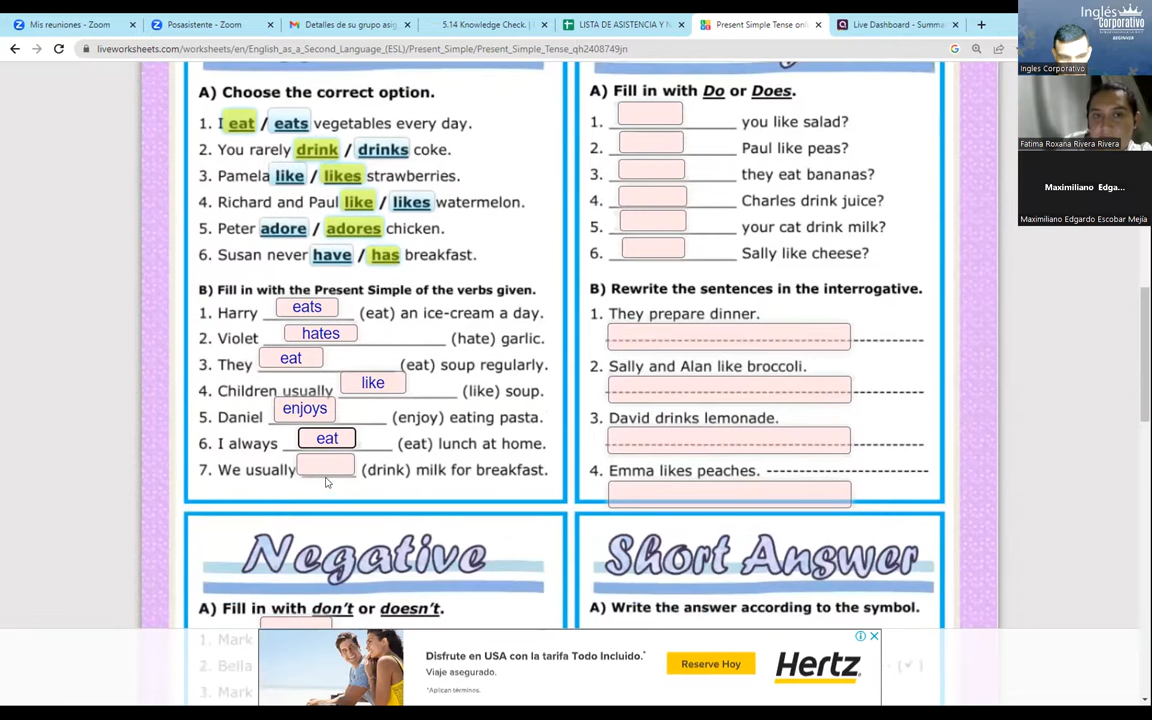 Mis reuniones - Zoom
Posasistente - Zoom
Detalles de su grupo asig
5.14 Knowledge Check.
LISTA DE ASISTENCIA Y N
Present Simple Tense onl
Live Dashboard - Summa
liveworksheets.com/worksheets/en/English_as_a_Second_Language_(ESL)/Present_Simple/Present_Simple_Tense_qh2408749jn
Inglés
Corporativo
BEGINNER
Ingles Corporativo
Fatima Roxana Rivera Rivera
Maximiliano Edga...
Maximiliano Edgardo Escobar Mejía
A) Choose the correct option.
1. I eat / eats vegetables every day.
2. You rarely drink / drinks coke.
3. Pamela like / likes strawberries.
4. Richard and Paul like / likes watermelon.
5. Peter adore / adores chicken.
6. Susan never have / has breakfast.
B) Fill in with the Present Simple of the verbs given.
1. Harry eats (eat) an ice-cream a day.
2. Violet hates (hate) garlic.
3. They eat (eat) soup regularly.
4. Children usually like (like) soup.
5. Daniel enjoys (enjoy) eating pasta.
6. I always eat (eat) lunch at home.
7. We usually (drink) milk for breakfast.
A) Fill in with Do or Does.
1. you like salad?
2. Paul like peas?
3. they eat bananas?
4. Charles drink juice?
5. your cat drink milk?
6. Sally like cheese?
B) Rewrite the sentences in the interrogative.
1. They prepare dinner.
2. Sally and Alan like broccoli.
3. David drinks lemonade.
4. Emma likes peaches.
Negative
A) Fill in with don't or doesn't.
1. Mark
2. Bella
3. Mark
Short Answer
A) Write the answer according to the symbol.
Disfrute en USA con la tarifa Todo Incluido.*
Viaje asegurado.
*Aplican términos.
Reserve Hoy
Hertz